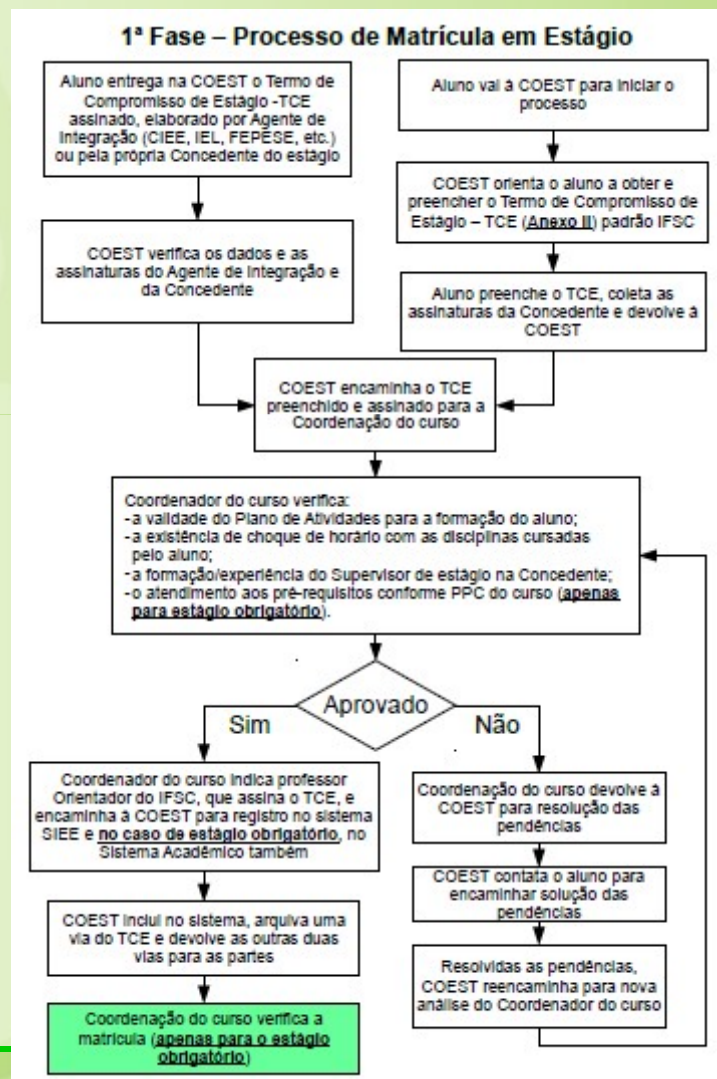 1ª Fase – Processo de Matrícula em Estágio
Aluno entrega na COEST o Termo de
Compromisso de Estágio -TCE
assinado, elaborado por Agente de
Integração (CIEE, IEL, FEPESE, etc.)
ou pela própria Concedente do estágio
COEST verifica os dados e as
assinaturas do Agente de Integração e
da Concedente
Aluno vai à COEST para iniciar o
processo
COEST orienta o aluno a obter e
preencher o Termo de Compromisso de
Estágio – TCE (Anexo II) padrão IFSC
Aluno preenche o TCE, coleta as
assinaturas da Concedente e devolve à
COEST
COEST encaminha o TCE
preenchido e assinado para a
Coordenação do curso
Coordenador do curso verifica:
- a validade do Plano de Atividades para a formação do aluno;
- a existência de choque de horário com as disciplinas cursadas
pelo aluno;
- a formação/experiência do Supervisor de estágio na Concedente;
- o atendimento aos pré-requisitos conforme PPC do curso (apenas
para estágio obrigatório).
Aprovado
Sim
Não
Coordenador do curso indica professor
Orientador do IFSC, que assina o TCE, e
encaminha à COEST para registro no sistema
SIEE e no caso de estágio obrigatório, no
Sistema Acadêmico também
COEST inclui no sistema, arquiva uma
via do TCE e devolve as outras duas
vias para as partes
Coordenação do curso verifica a
matrícula (apenas para o estágio
obrigatório)
Coordenação do curso devolve à
COEST para resolução das
pendências
COEST contata o aluno para
encaminhar solução das
pendências
Resolvidas as pendências,
COEST reencaminha para nova
análise do Coordenador do curso